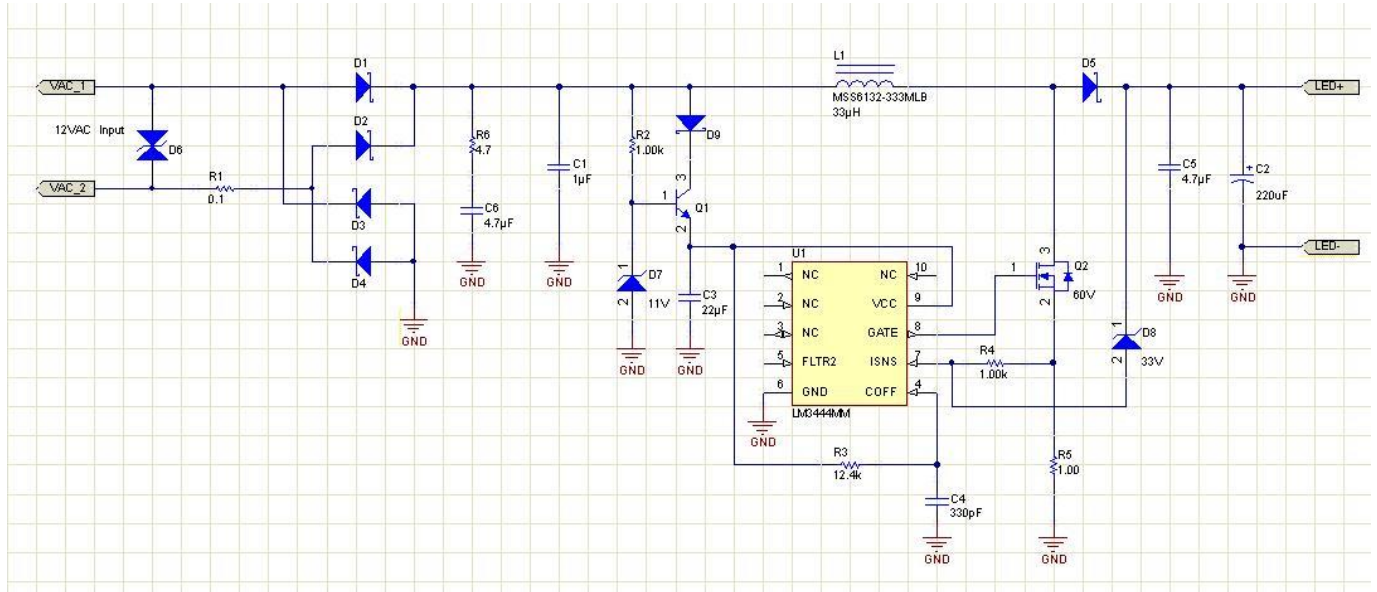 VAC_1
12VAC Input
D6
VAC_2
R1
0.1
D1
D2
D3
D4
GND
R6
4.7
C6
4.7µF
GND
C1
1µF
GND
R2
1.00k
1
D7
2
11V
GND
D9
3
1
Q1
2
C3
22µF
GND
L1
MSS6132-333MLB
33µH
U1
1 NC NC 10
2 NC VCC 9
3 NC GATE 8
5 FLTR2 ISNS 7
6 GND COFF 4
LM3444MM
GND
R3
12.4k
C4
330pF
GND
R4
1.00k
3
1
Q2
2
60V
R5
1.00
GND
D5
1
D8
2
33V
C5
4.7µF
GND
+
C2
220uF
GND
LED+
LED-